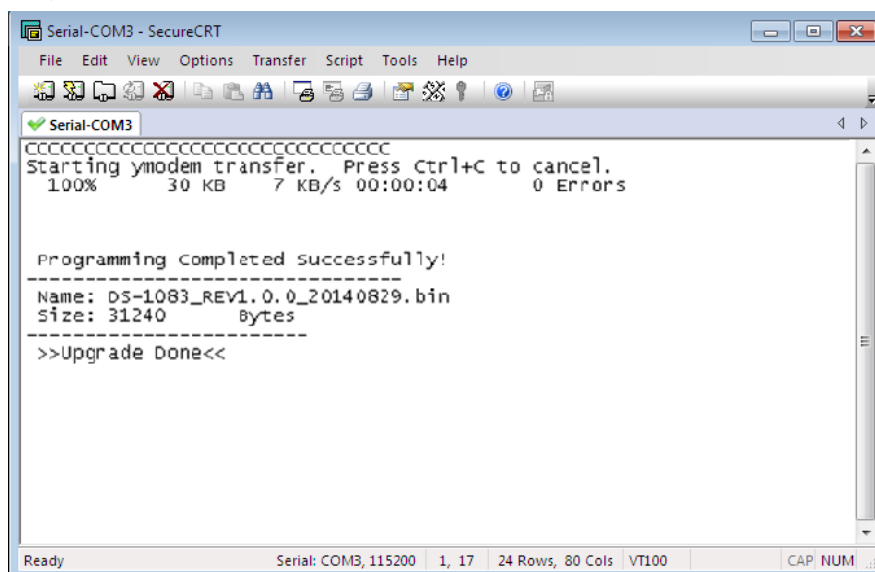 Serial-COM3 - SecureCRT
File Edit View Options Transfer Script Tools Help
Serial-COM3
CCCCCCCCCCCCCCCCCCCCCCCCCCCCCCCCC
Starting ymodem transfer.  Press Ctrl+C to cancel.
100% 30 KB 7 KB/s 00:00:04 0 Errors
Programming Completed Successfully!
--------------------------------
Name: DS-1083_REV1.0.0_20140829.bin
Size: 31240 Bytes
------------------------
>>Upgrade Done<<
Ready Serial: COM3, 115200 1, 17 24 Rows, 80 Cols VT100 CAP NUM